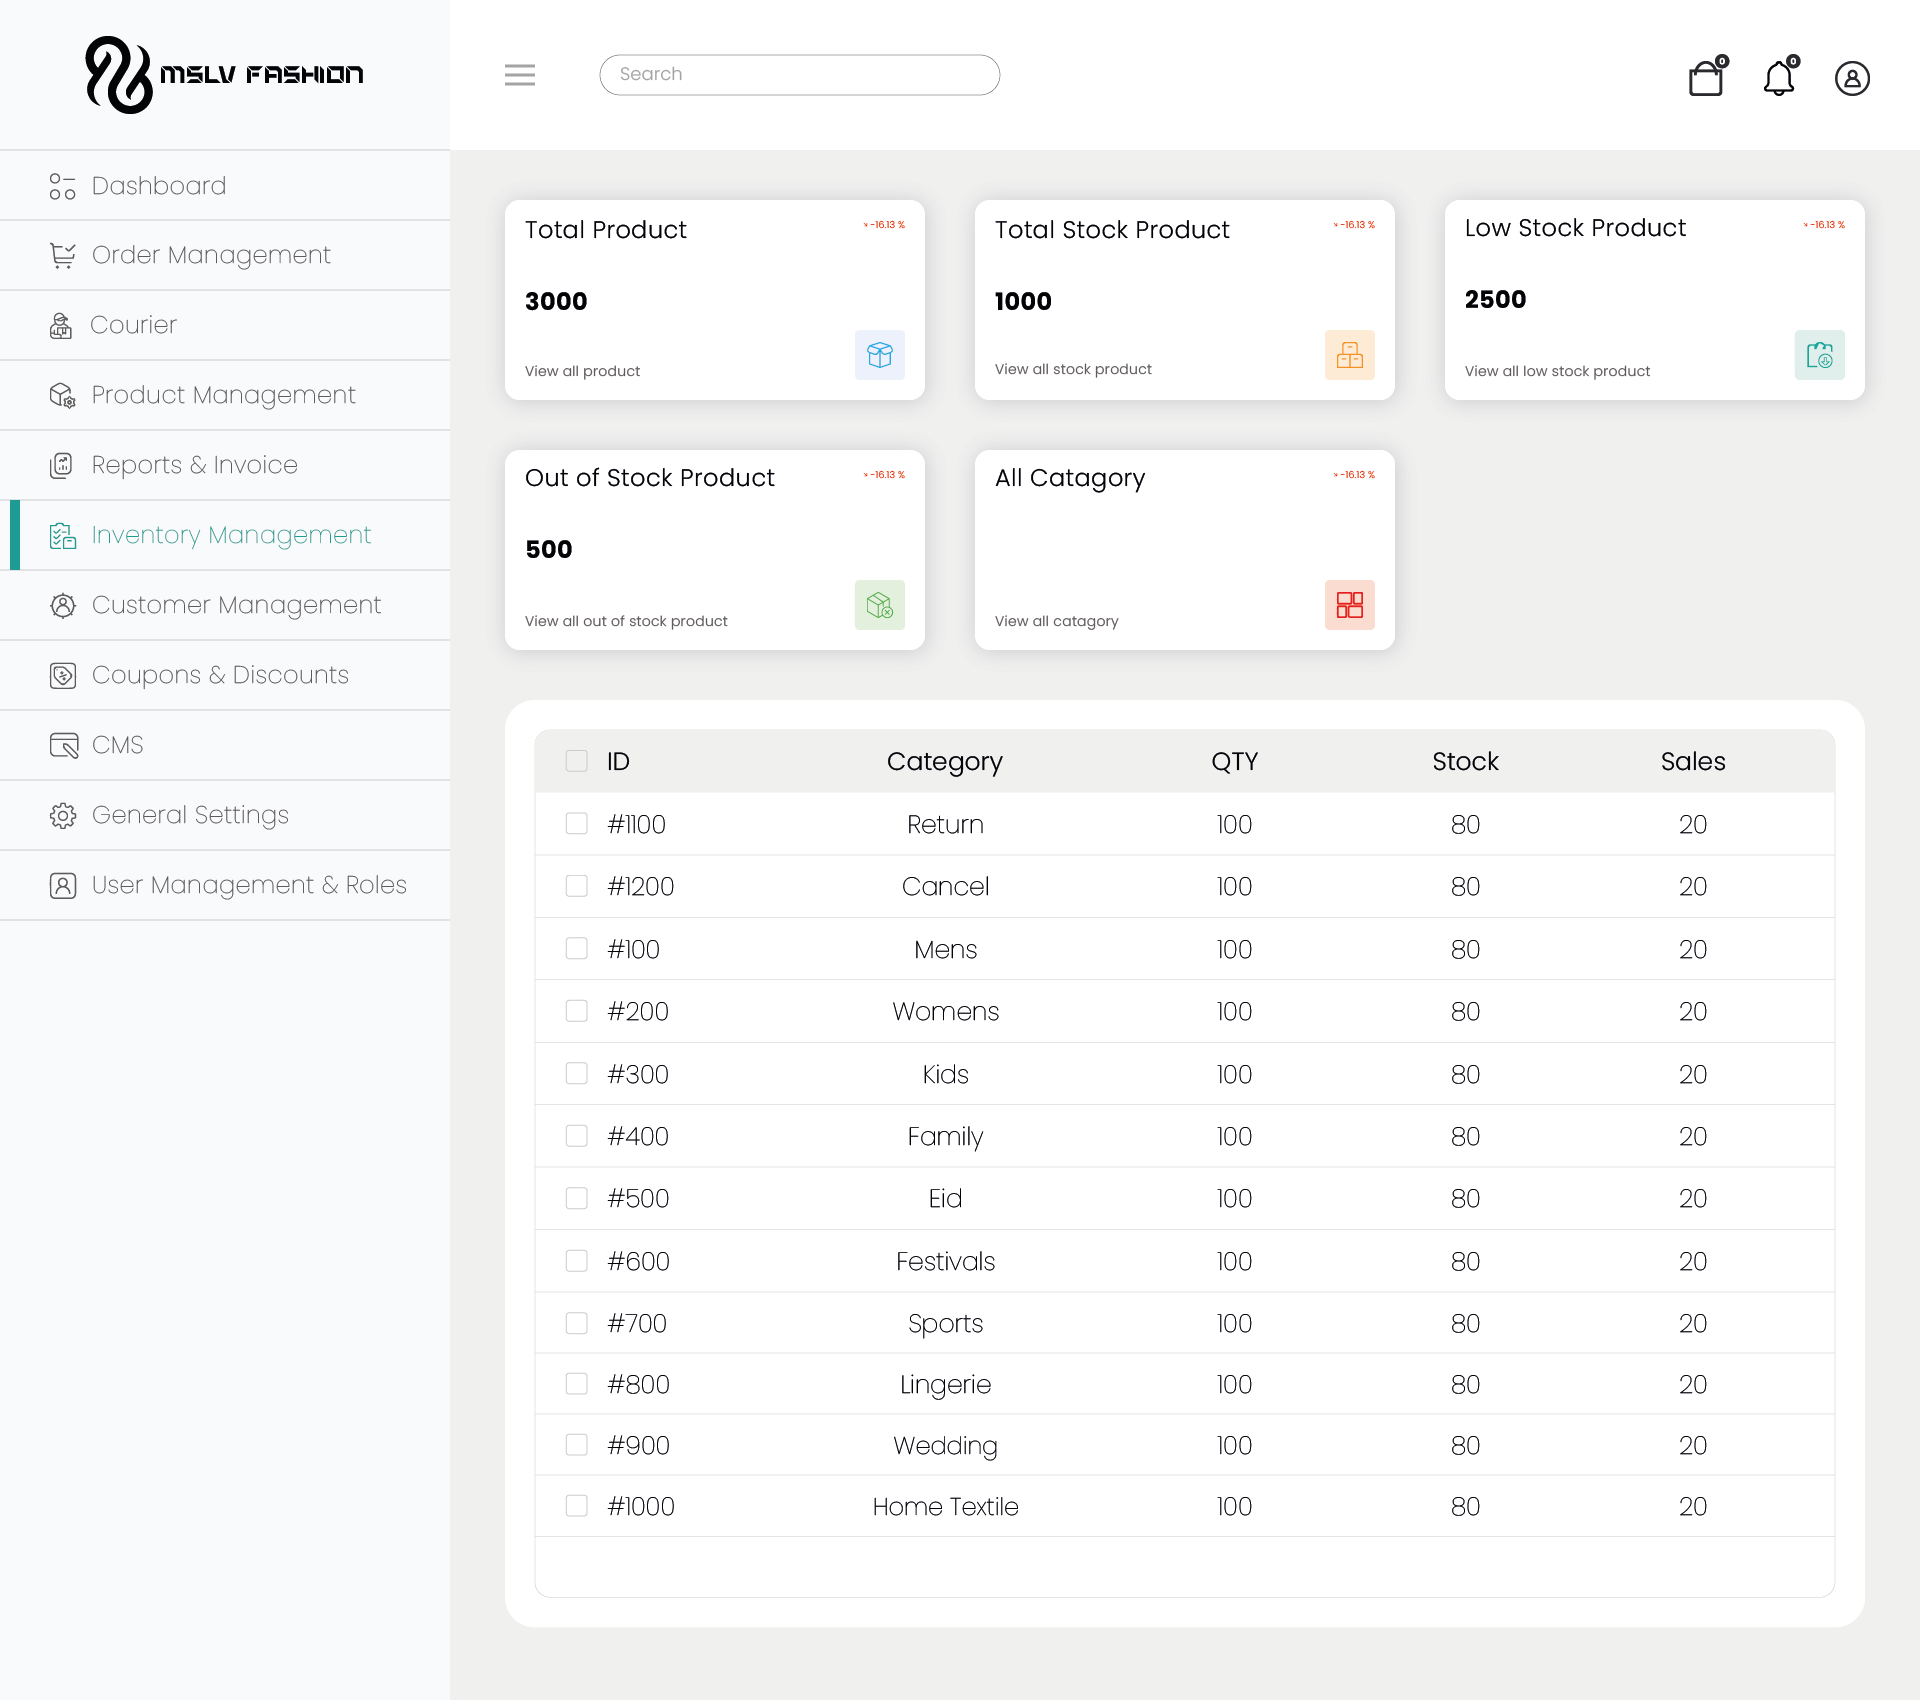 MSLV FASHION
Search
0
0
Dashboard
Order Management
Courier
Product Management
Reports & Invoice
Inventory Management
Customer Management
Coupons & Discounts
CMS
General Settings
User Management & Roles
Total Product
-16.13 %
3000
View all product
Total Stock Product
-16.13 %
1000
View all stock product
Low Stock Product
-16.13 %
2500
View all low stock product
Out of Stock Product
-16.13 %
500
View all out of stock product
All Catagory
-16.13 %
View all catagory
ID Category QTY Stock Sales
#1100 Return 100 80 20
#1200 Cancel 100 80 20
#100 Mens 100 80 20
#200 Womens 100 80 20
#300 Kids 100 80 20
#400 Family 100 80 20
#500 Eid 100 80 20
#600 Festivals 100 80 20
#700 Sports 100 80 20
#800 Lingerie 100 80 20
#900 Wedding 100 80 20
#1000 Home Textile 100 80 20